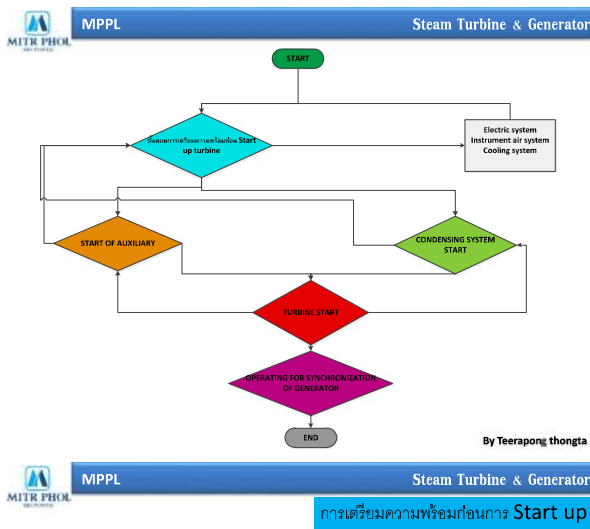 MITR PHOL
MPPL
Steam Turbine & Generator
START
ขั้นตอนการเตรียมความพร้อมก่อน Start
up turbine
Electric system
Instrument air system
Cooling system
START OF AUXILIARY
CONDENSING SYSTEM
START
TURBINE START
OPERATING FOR SYNCHRONIZATION
OF GENERATOR
END
By Teerapong thongta
MITR PHOL
MPPL
Steam Turbine & Generator
การเตรียมความพร้อมก่อนการ Start up